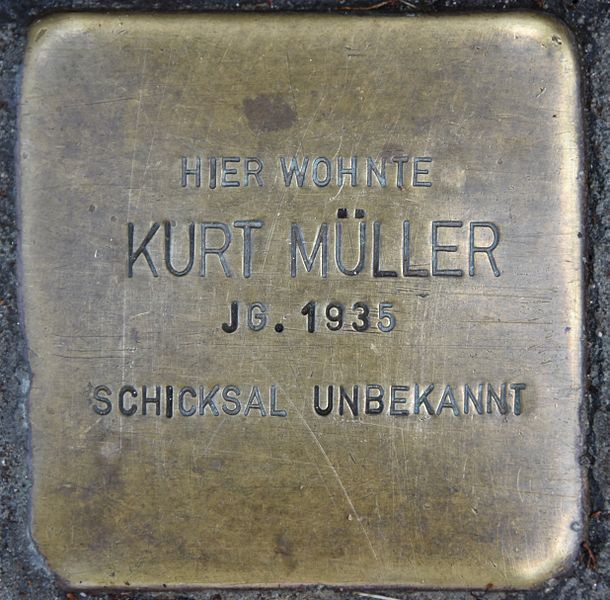 HIER WOHNTE
KURT MÜLLER
JG. 1935
SCHICKSAL UNBEKANNT